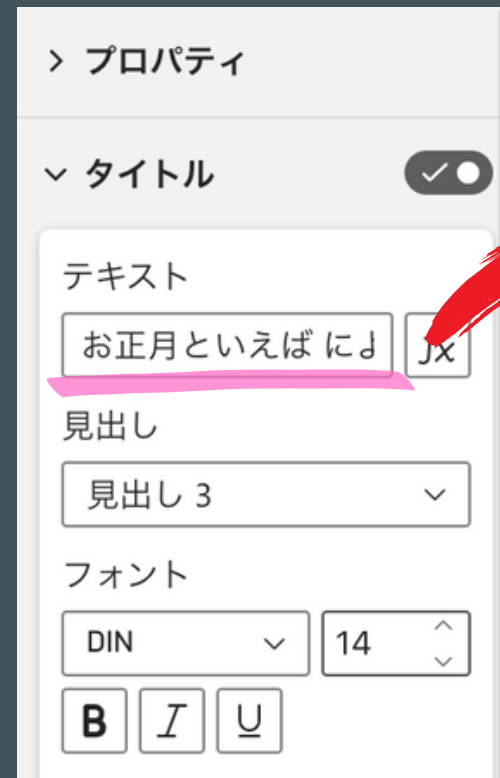 プロパティ
タイトル
テキスト
お正月といえば によ
fx
見出し
見出し 3
フォント
DIN
14
B I U